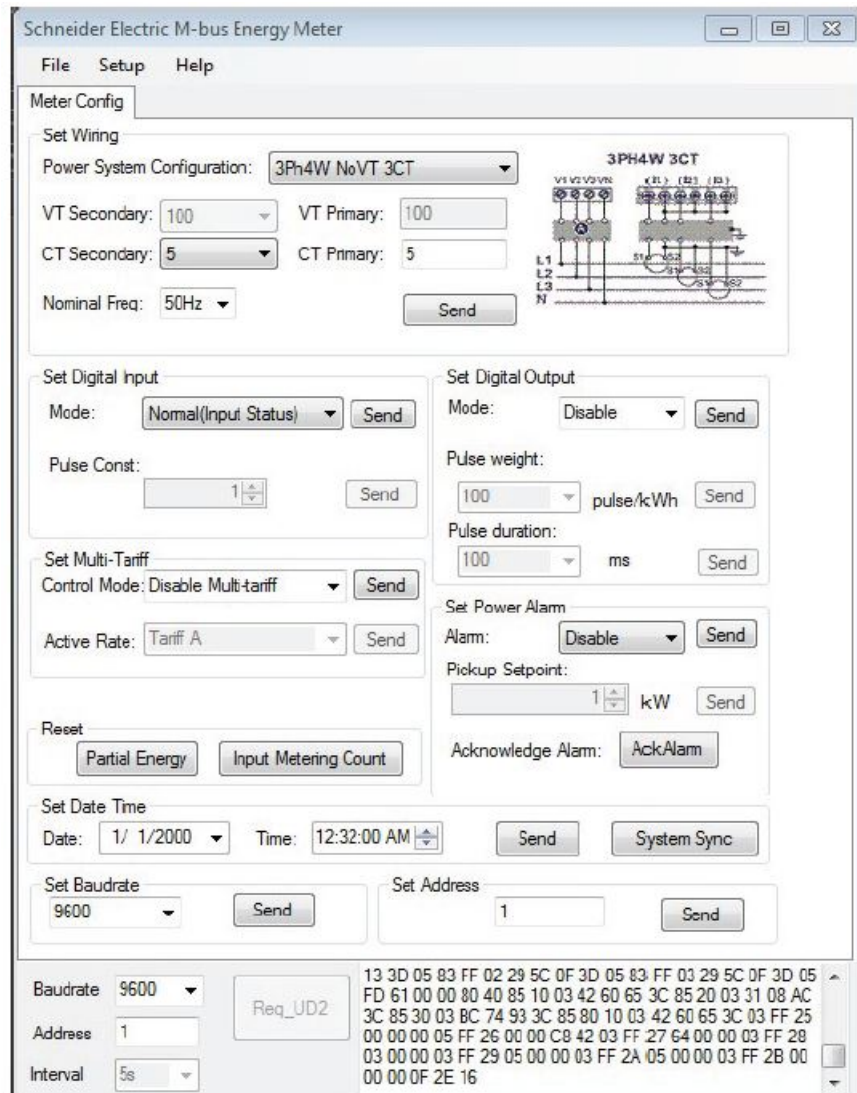 Schneider Electric M-bus Energy Meter
File Setup Help
Meter Config
Set Wiring
Power System Configuration: 3Ph4W NoVT 3CT
VT Secondary: 100 VT Primary: 100
CT Secondary: 5 CT Primary: 5
Nominal Freq: 50Hz Send
3PH4W 3CT
V1 V2 V3 VN
A
L1
L2
L3
N
Set Digital Input
Mode: Normal(Input Status) Send
Pulse Const:
1 Send
Set Digital Output
Mode: Disable Send
Pulse weight:
100 pulse/kWh Send
Pulse duration:
100 ms Send
Set Multi-Tariff
Control Mode: Disable Multi-tariff Send
Active Rate: Tariff A Send
Set Power Alarm
Alarm: Disable Send
Pickup Setpoint:
1 kW Send
Acknowledge Alarm: AckAlarm
Reset
Partial Energy Input Metering Count
Set Date Time
Date: 1/ 1/2000 Time: 12:32:00 AM Send System Sync
Set Baudrate
9600 Send
Set Address
1 Send
Baudrate 9600
Address 1
Interval 5s
Req_UD2
13 3D 05 83 FF 02 29 5C 0F 3D 05 83 FF 03 29 5C 0F 3D 05
FD 61 00 00 80 40 85 10 03 42 60 65 3C 85 20 03 31 08 AC
3C 85 30 03 BC 74 93 3C 85 80 10 03 42 60 65 3C 03 FF 25
00 00 00 05 FF 26 00 00 C8 42 03 FF 27 64 00 00 03 FF 28
03 00 00 03 FF 29 05 00 00 03 FF 2A 05 00 00 03 FF 2B 00
00 00 0F 2E 16